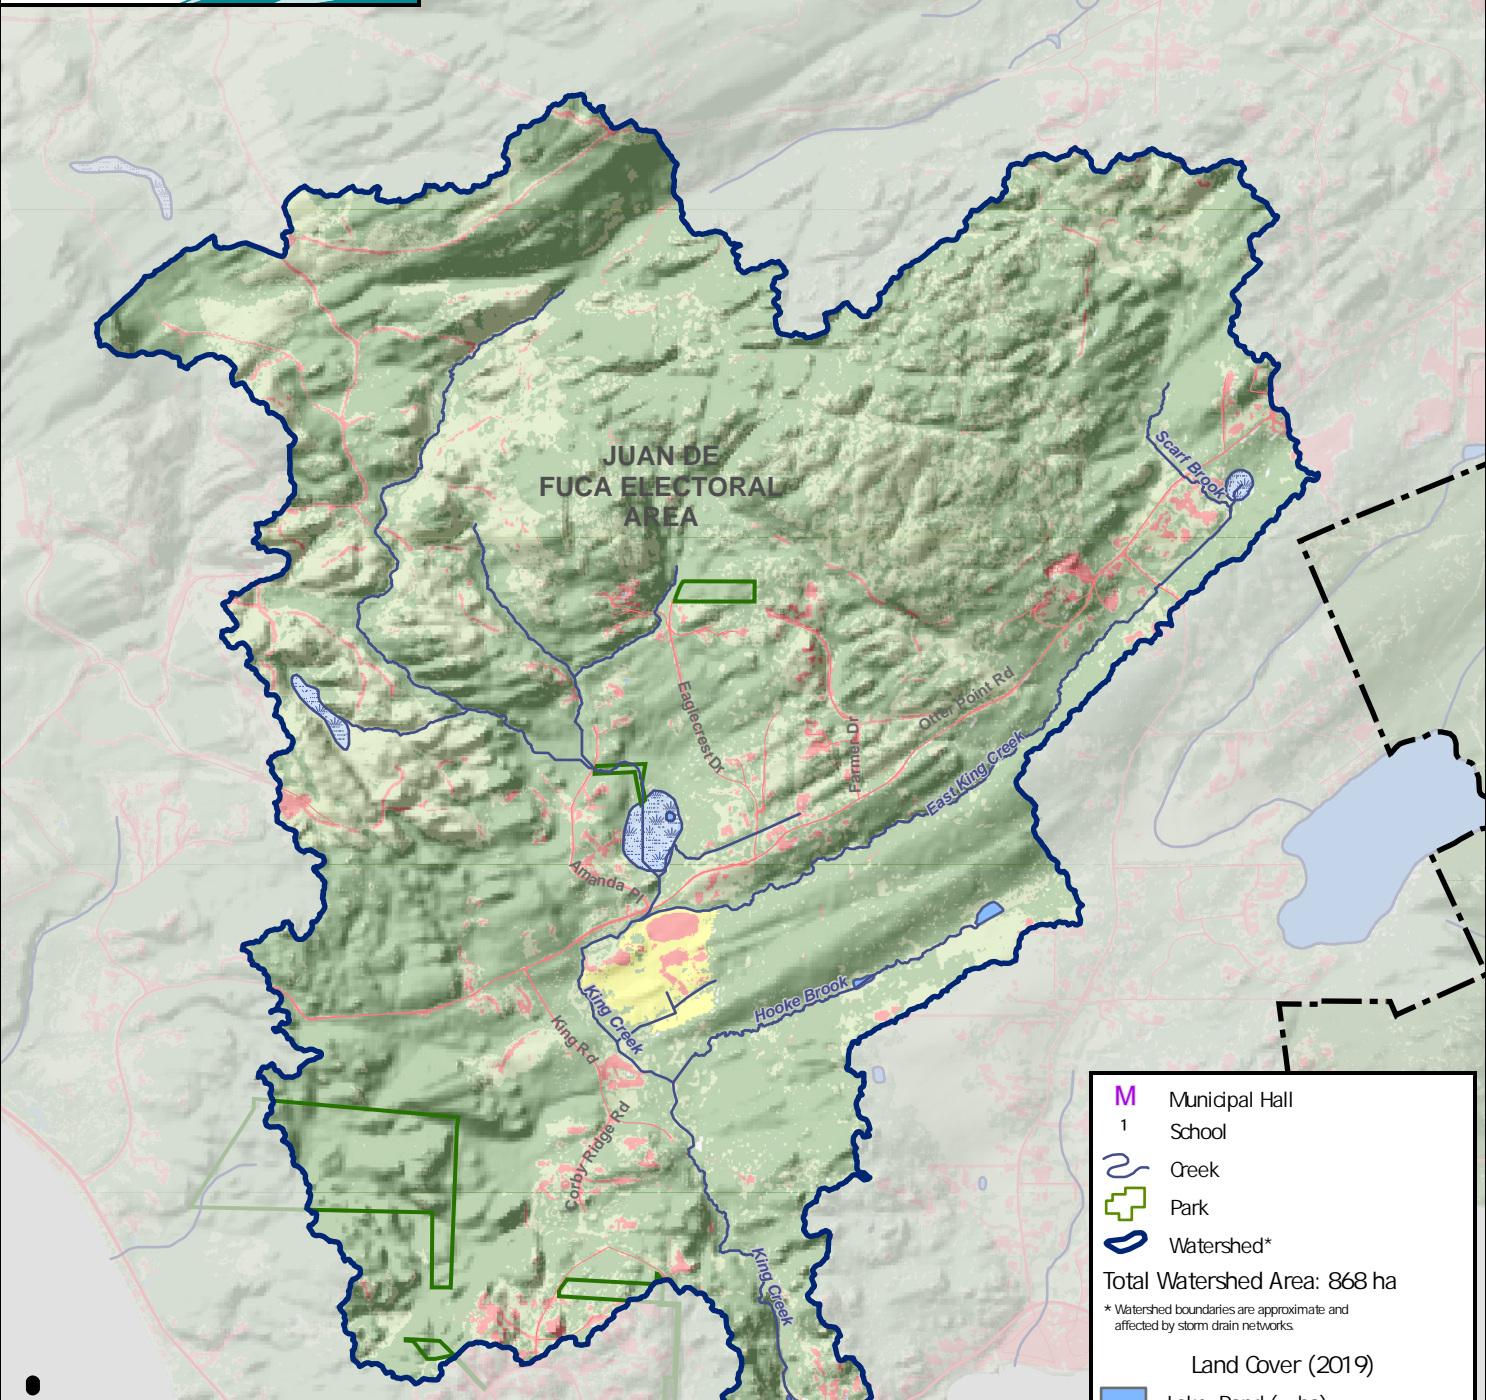 JUAN DE
FUCA ELECTORAL
AREA
Scarf Brook
Eaglecrest Dr
Farmer Dr
Otter Point Rd
East King Creek
Amanda Pl
King Creek
Hooke Brook
King Rd
Corby Ridge Rd
King Creek
M Municipal Hall
1 School
Creek
Park
Watershed*
Total Watershed Area: 868 ha
* Watershed boundaries are approximate and
affected by storm drain networks.
Land Cover (2019)